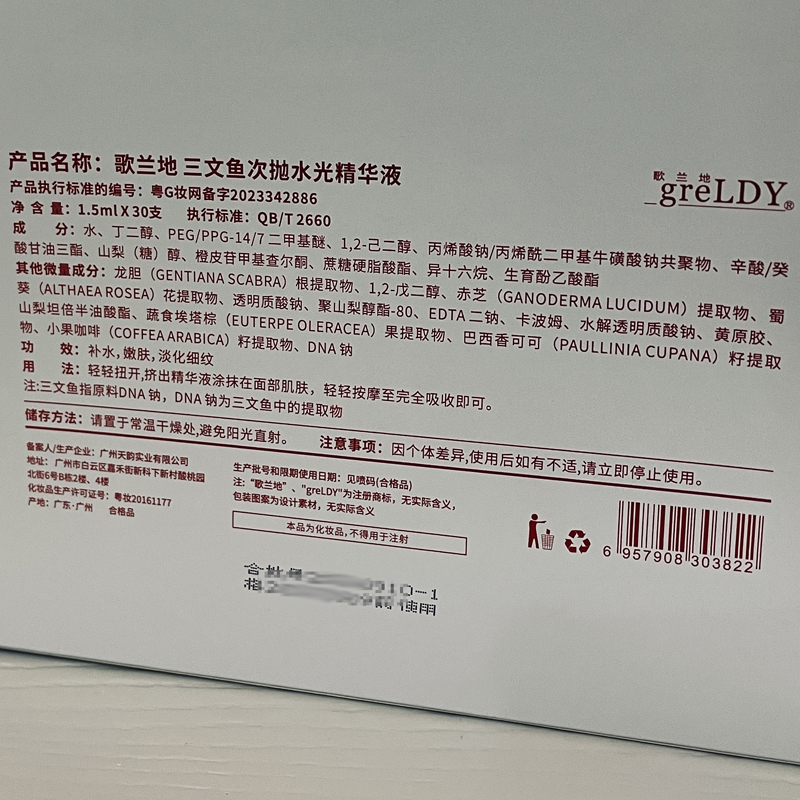 产品名称：歌兰地 三文鱼次抛水光精华液
产品执行标准的编号：粤G妆网备字2023342886
净 含 量：1.5ml X 30支 执行标准：QB/T 2660
歌 兰 地
greLDY®
成 分：水、丁二醇、PEG/PPG-14/7 二甲基醚、1,2-己二醇、丙烯酸钠/丙烯酰二甲基牛磺酸钠共聚物、辛酸/癸
酸甘油三酯、山梨（糖）醇、橙皮苷甲基查尔酮、蔗糖硬脂酸酯、异十六烷、生育酚乙酸酯
其他微量成分：龙胆（GENTIANA SCABRA）根提取物、1,2-戊二醇、赤芝（GANODERMA LUCIDUM）提取物、蜀
葵（ALTHAEA ROSEA）花提取物、透明质酸钠、聚山梨醇酯-80、EDTA 二钠、卡波姆、水解透明质酸钠、黄原胶、
山梨坦倍半油酸酯、蔬食埃塔棕（EUTERPE OLERACEA）果提取物、巴西香可可（PAULLINIA CUPANA）籽提取
物、小果咖啡（COFFEA ARABICA）籽提取物、DNA 钠
功 效：补水，嫩肤，淡化细纹
用 法：轻轻扭开,挤出精华液涂抹在面部肌肤，轻轻按摩至完全吸收即可。
注:三文鱼指原料DNA 钠，DNA 钠为三文鱼中的提取物
储存方法：请置于常温干燥处,避免阳光直射。 注意事项：因个体差异,使用后如有不适,请立即停止使用。
备案人/生产企业：广州天韵实业有限公司
地址：广州市白云区嘉禾街新科下新村酸桃园
北街6号B栋2楼、4楼
化妆品生产许可证号：粤妆20161177
产地：广东·广州 合格品
生产批号和限期使用日期：见喷码(合格品)
注："歌兰地"、"greLDY"为注册商标，无实际含义，
包装图案为设计素材，无实际含义
本品为化妆品,不得用于注射
6 957908 303822